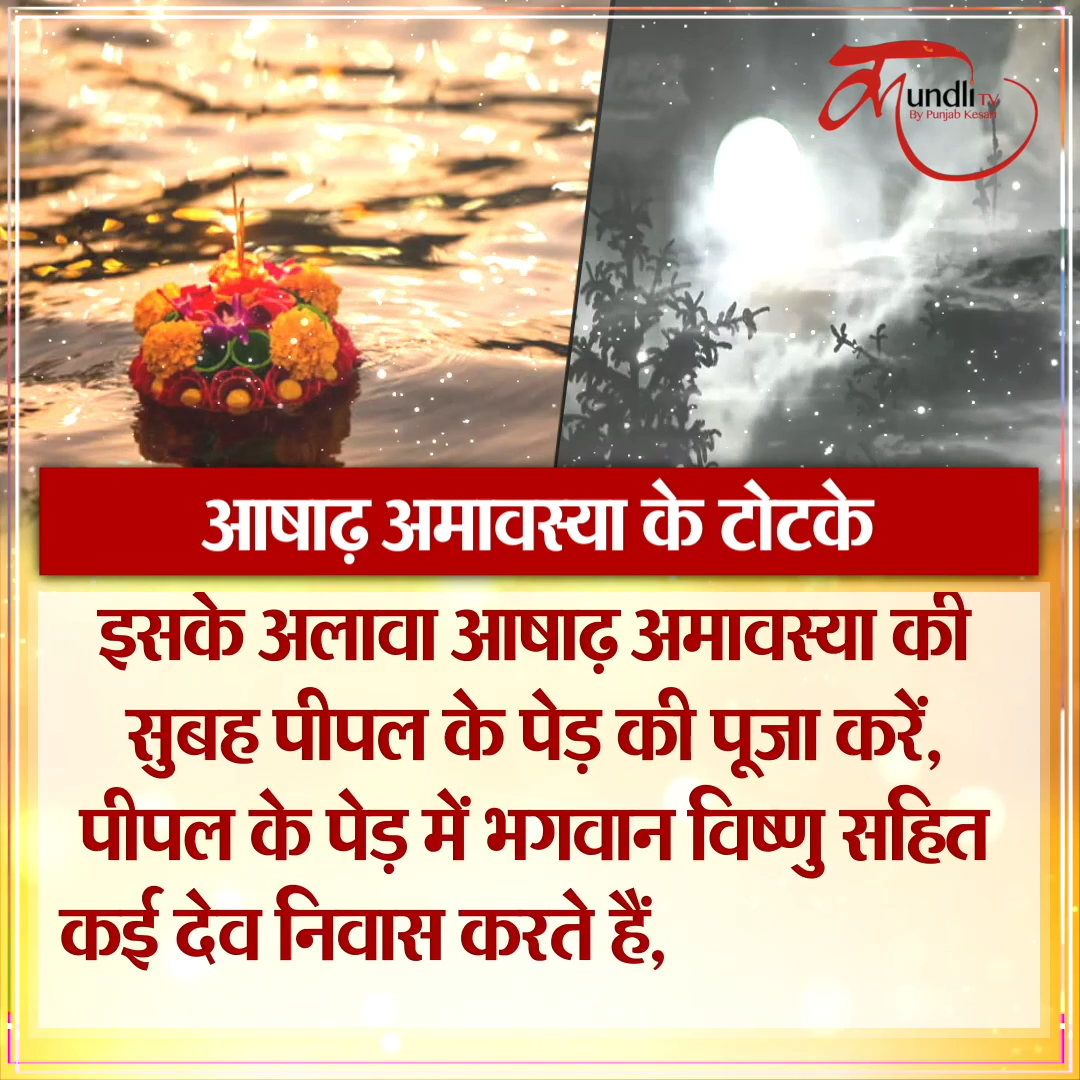 कundli TV
By Punjab Kesari
आषाढ़ अमावस्या के टोटके
इसके अलावा आषाढ़ अमावस्या की
सुबह पीपल के पेड़ की पूजा करें,
पीपल के पेड़ में भगवान विष्णु सहित
कई देव निवास करते हैं,